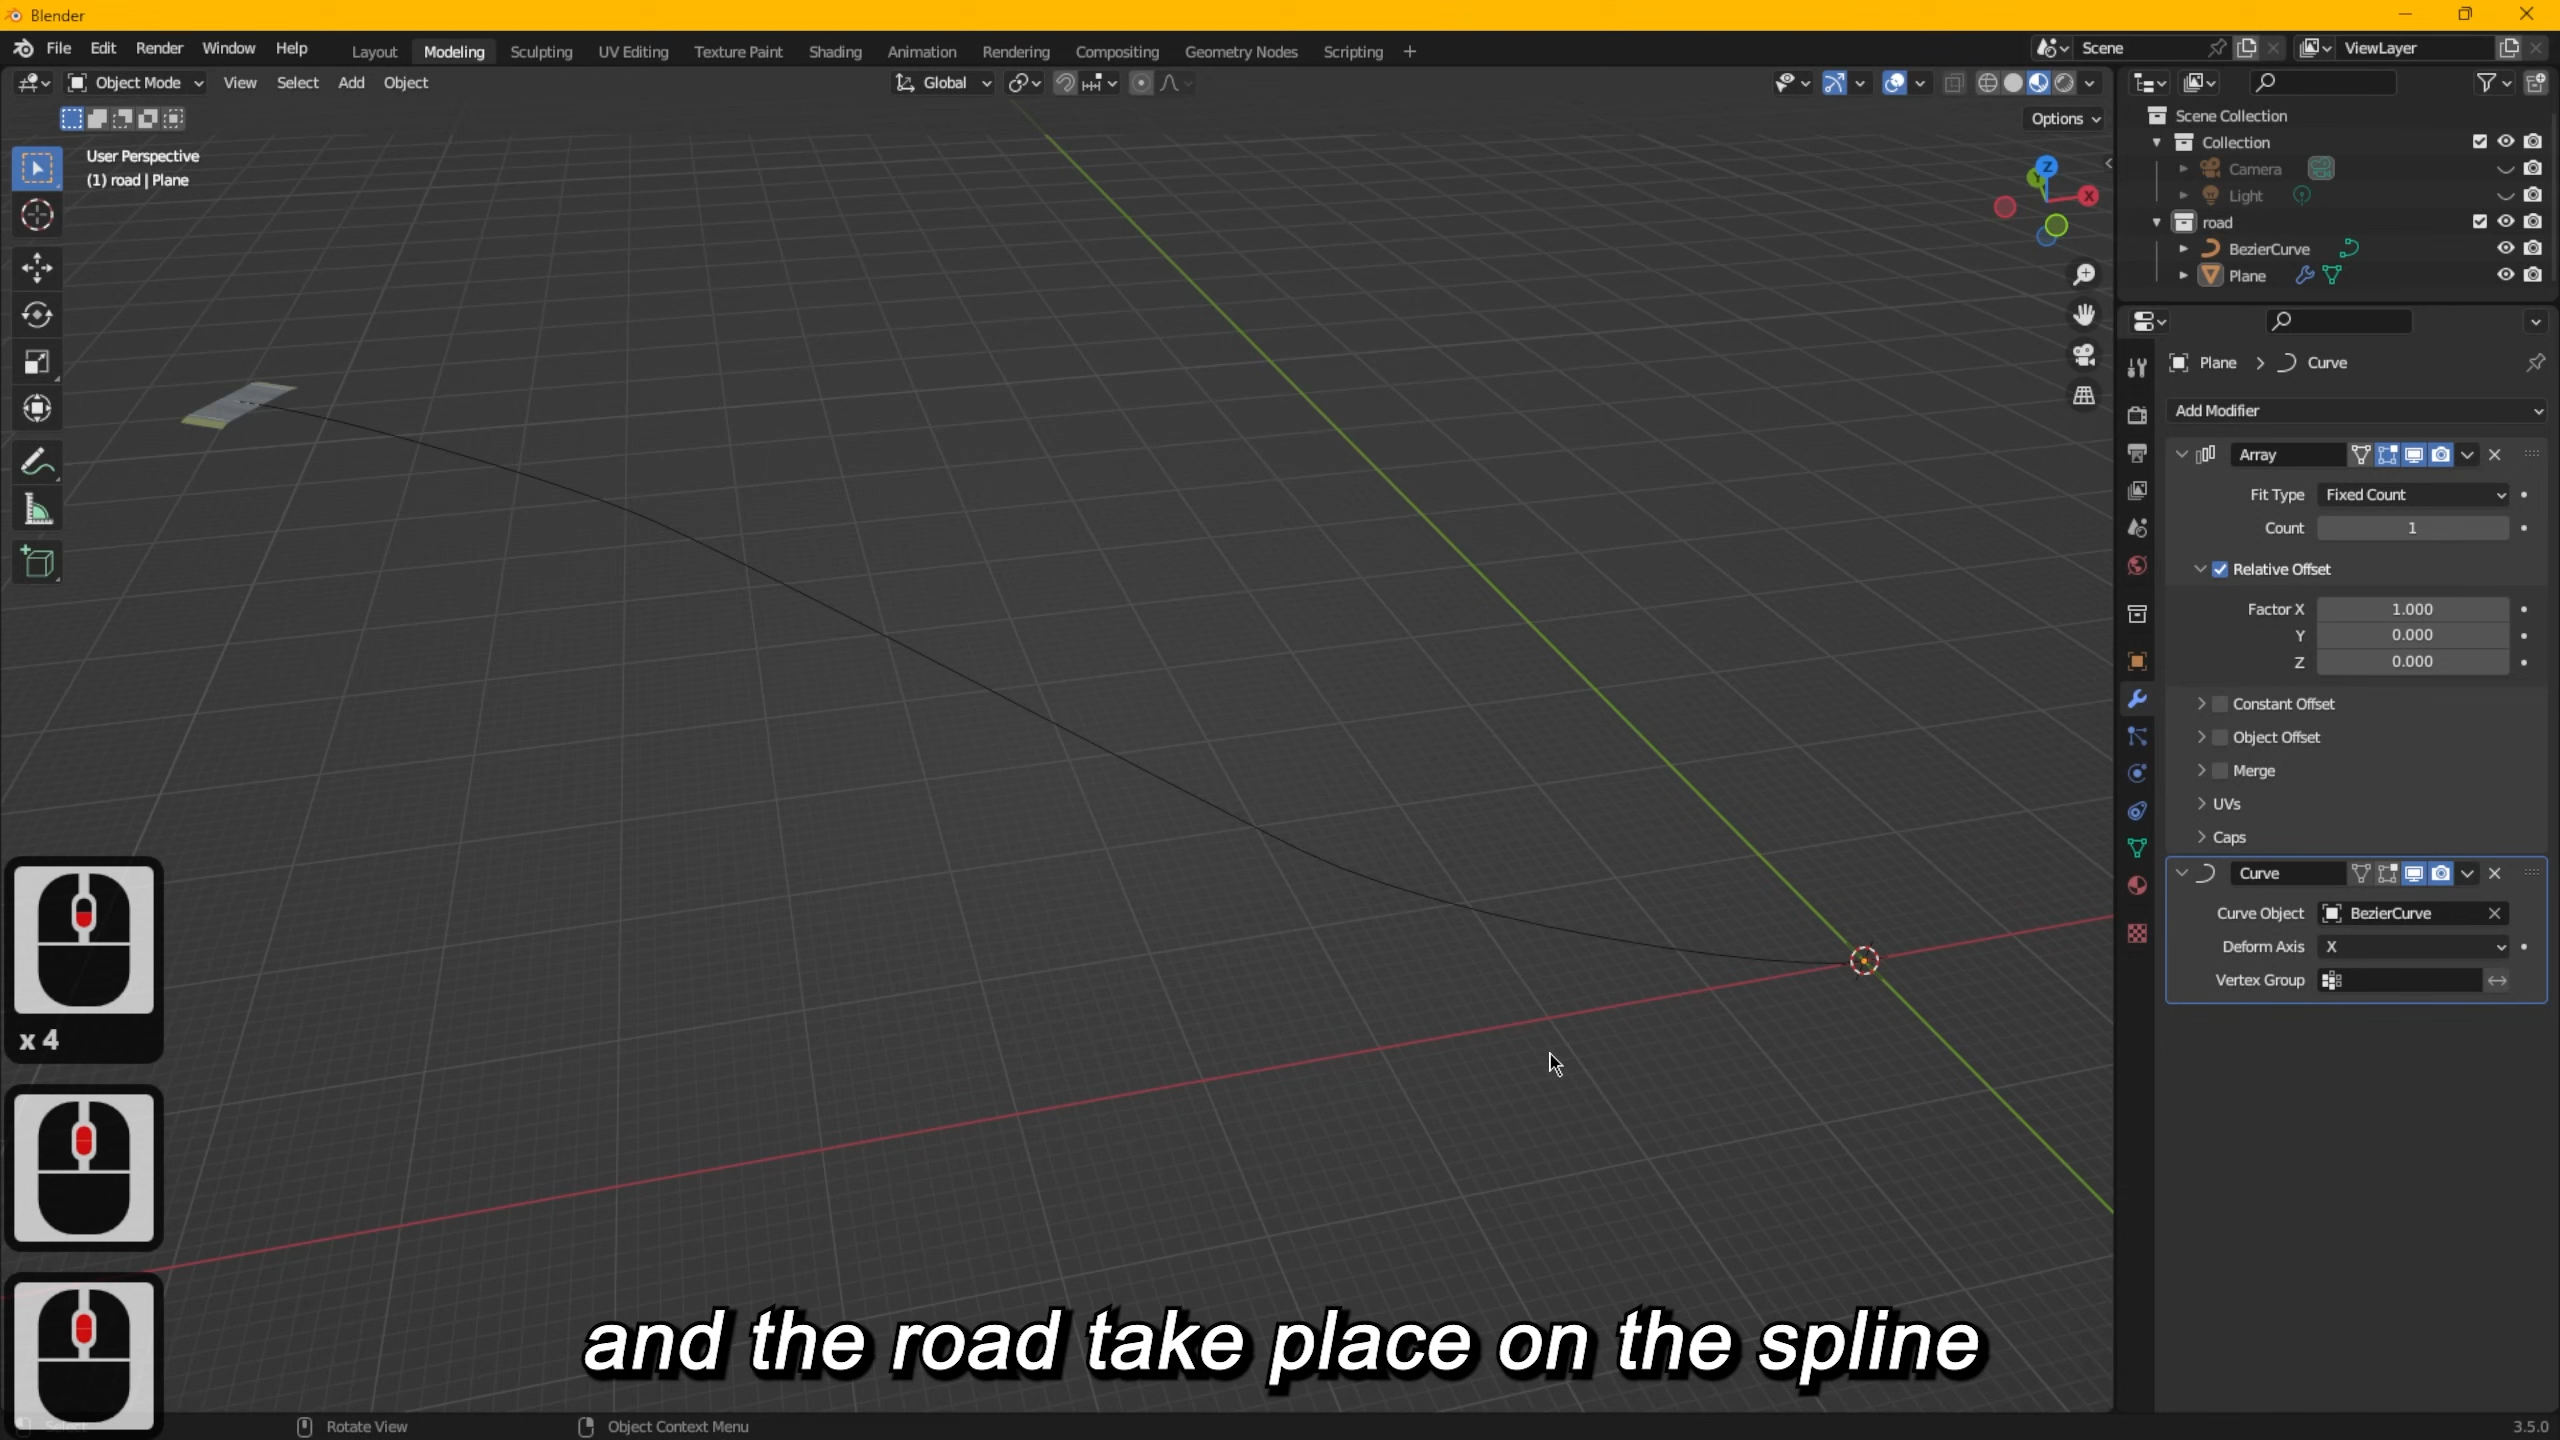 Blender
File Edit Render Window Help
Layout Modeling Sculpting UV Editing Texture Paint Shading Animation Rendering Compositing Geometry Nodes Scripting +
Scene
ViewLayer
Object Mode View Select Add Object
Global
Options
User Perspective
(1) road | Plane
Z
Y
X
Scene Collection
Collection
Camera
Light
road
BezierCurve
Plane
Plane > Curve
Add Modifier
Array
Fit Type Fixed Count
Count 1
Relative Offset
Factor X 1.000
Y 0.000
Z 0.000
Constant Offset
Object Offset
Merge
UVs
Caps
Curve
Curve Object BezierCurve
Deform Axis X
Vertex Group
x 4
and the road take place on the spline
Select
Rotate View
Object Context Menu
3.5.0